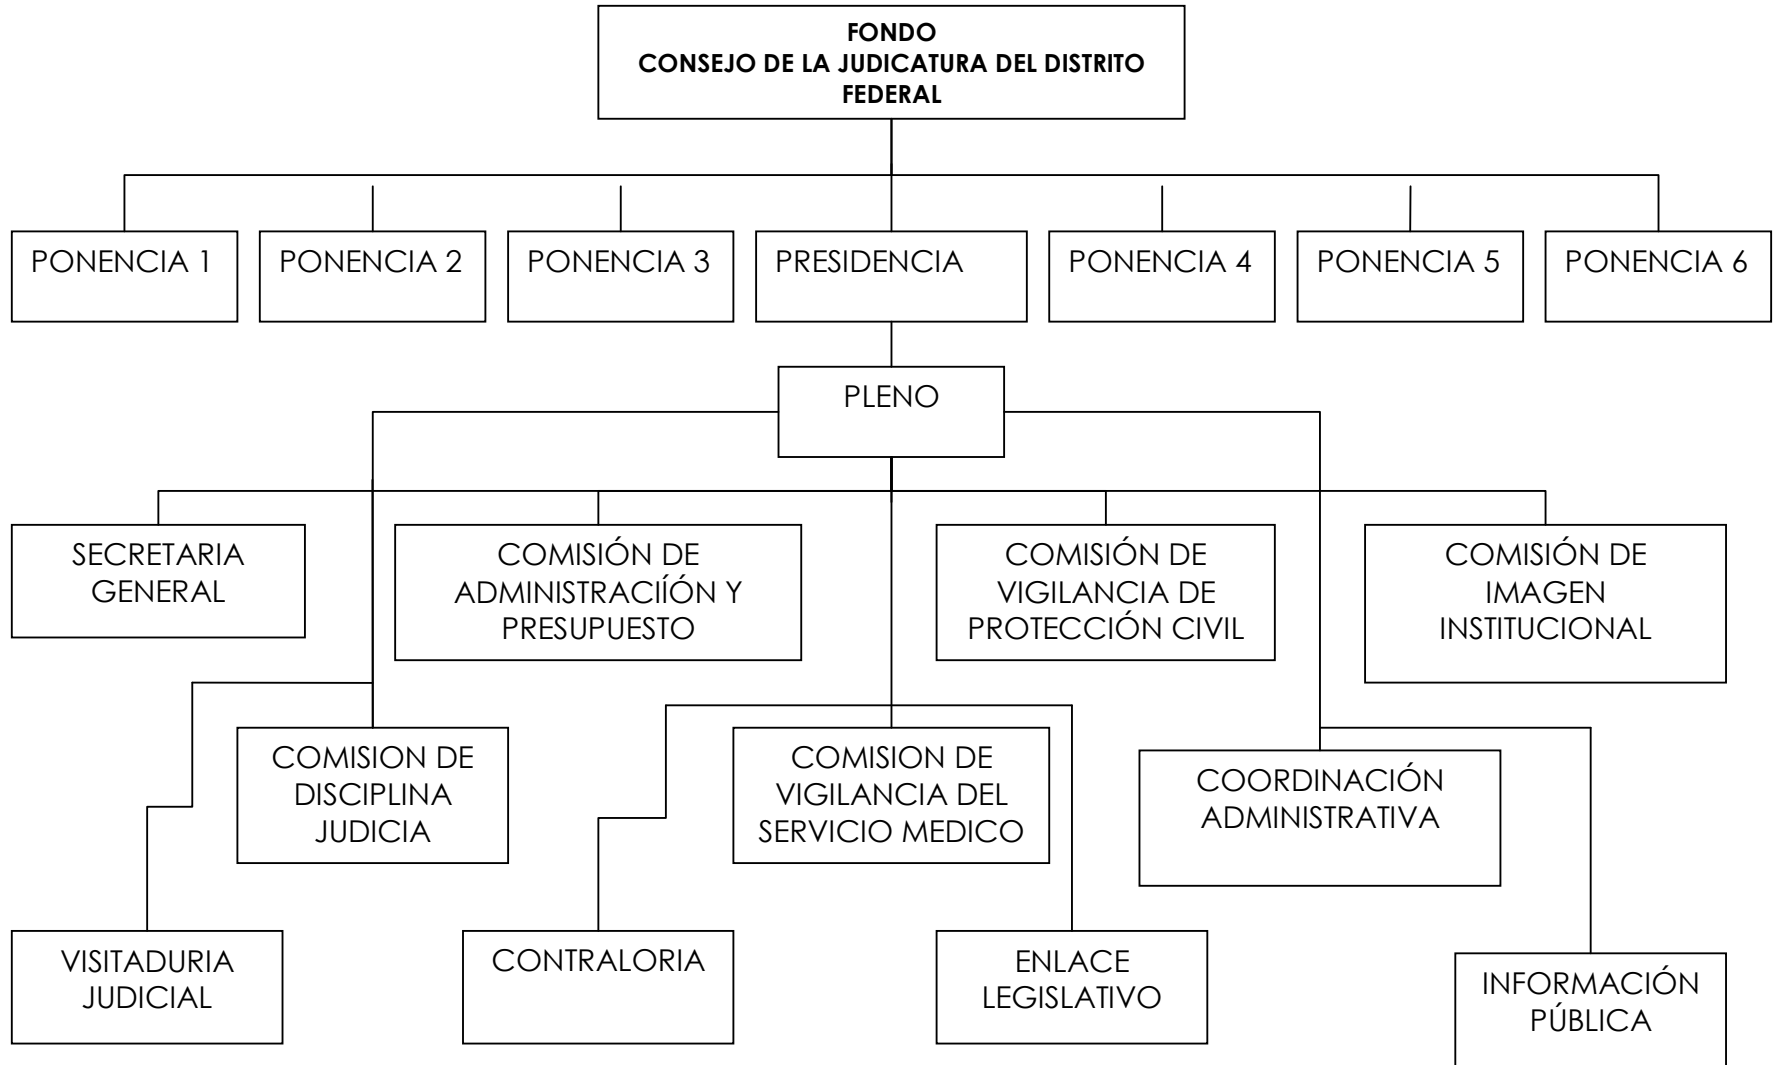 FONDO
CONSEJO DE LA JUDICATURA DEL DISTRITO
FEDERAL
PONENCIA 1
PONENCIA 2
PONENCIA 3
PRESIDENCIA
PONENCIA 4
PONENCIA 5
PONENCIA 6
PLENO
SECRETARIA
GENERAL
COMISIÓN DE
ADMINISTRACIÍÓN Y
PRESUPUESTO
COMISIÓN DE
VIGILANCIA DE
PROTECCIÓN CIVIL
COMISIÓN DE
IMAGEN
INSTITUCIONAL
COMISION DE
DISCIPLINA
JUDICIA
COMISION DE
VIGILANCIA DEL
SERVICIO MEDICO
COORDINACIÓN
ADMINISTRATIVA
VISITADURIA
JUDICIAL
CONTRALORIA
ENLACE
LEGISLATIVO
INFORMACIÓN
PÚBLICA